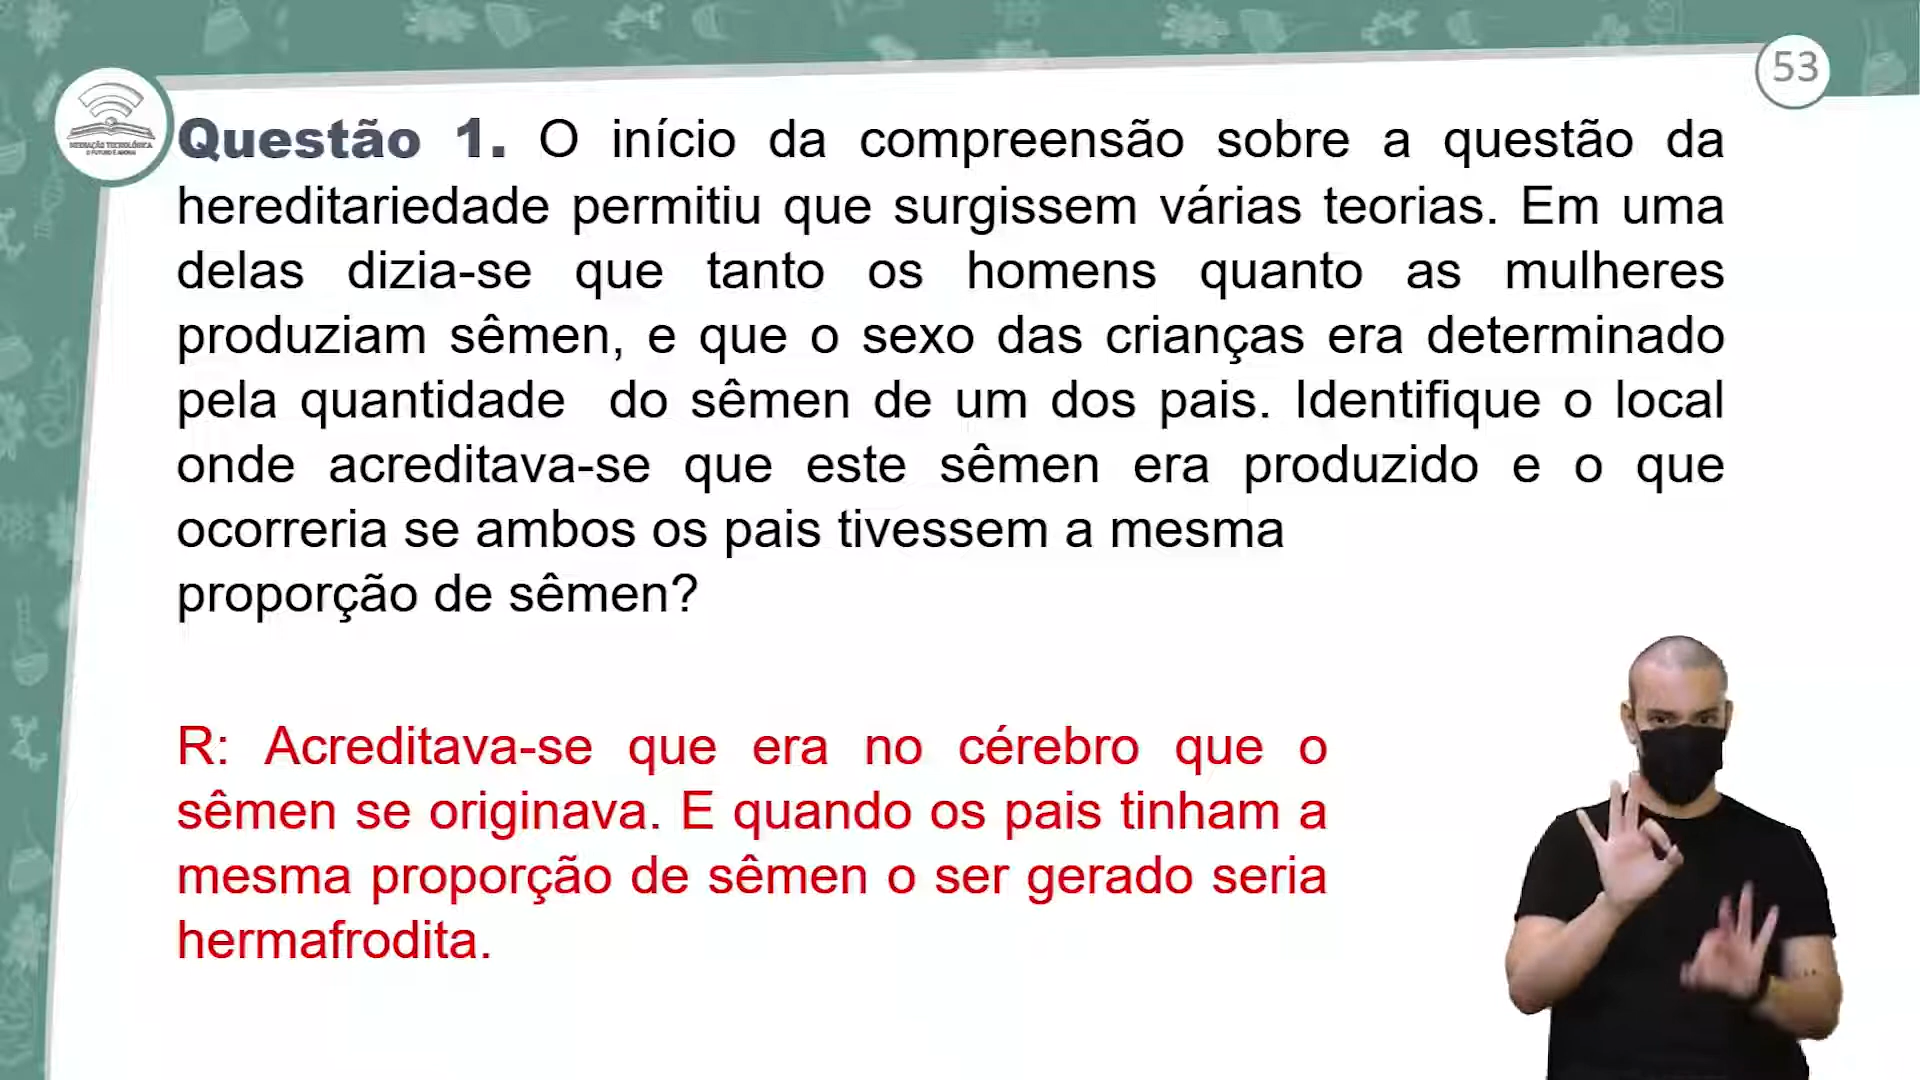 53
MEDIAÇÃO TECNOLÓGICA
O FUTURO É AGORA
Questão 1. O início da compreensão sobre a questão da
hereditariedade permitiu que surgissem várias teorias. Em uma
delas dizia-se que tanto os homens quanto as mulheres
produziam sêmen, e que o sexo das crianças era determinado
pela quantidade do sêmen de um dos pais. Identifique o local
onde acreditava-se que este sêmen era produzido e o que
ocorreria se ambos os pais tivessem a mesma
proporção de sêmen?
R: Acreditava-se que era no cérebro que o
sêmen se originava. E quando os pais tinham a
mesma proporção de sêmen o ser gerado seria
hermafrodita.